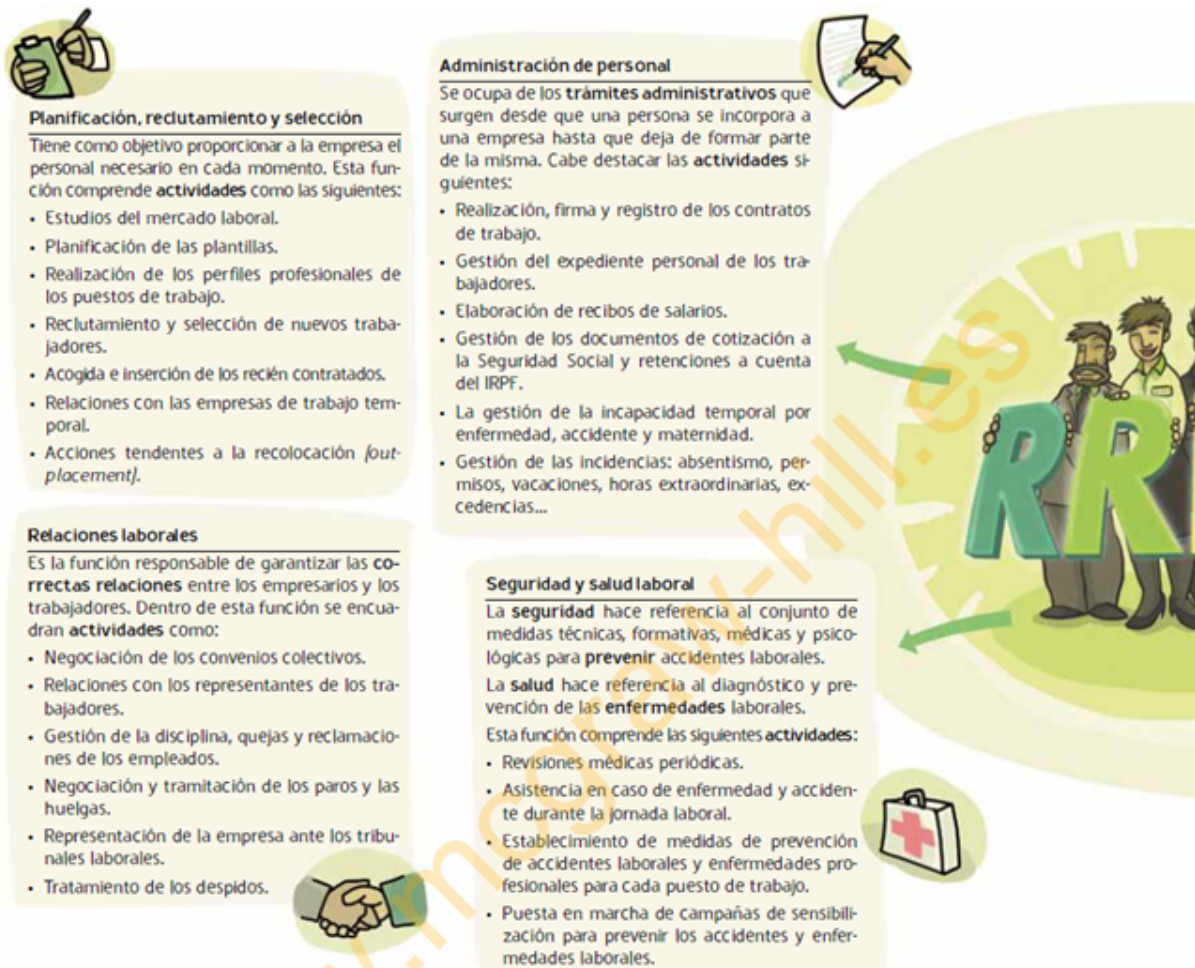 Planificación, reclutamiento y selección
Tiene como objetivo proporcionar a la empresa el
personal necesario en cada momento. Esta fun-
ción comprende actividades como las siguientes:
• Estudios del mercado laboral.
• Planificación de las plantillas.
• Realización de los perfiles profesionales de
los puestos de trabajo.
• Reclutamiento y selección de nuevos traba-
jadores.
• Acogida e inserción de los recién contratados.
• Relaciones con las empresas de trabajo tem-
poral.
• Acciones tendentes a la recolocación (out-
placement).
Relaciones laborales
Es la función responsable de garantizar las co-
rrectas relaciones entre los empresarios y los
trabajadores. Dentro de esta función se encua-
dran actividades como:
• Negociación de los convenios colectivos.
• Relaciones con los representantes de los tra-
bajadores.
• Gestión de la disciplina, quejas y reclamacio-
nes de los empleados.
• Negociación y tramitación de los paros y las
huelgas.
• Representación de la empresa ante los tribu-
nales laborales.
• Tratamiento de los despidos.
Administración de personal
Se ocupa de los trámites administrativos que
surgen desde que una persona se incorpora a
una empresa hasta que deja de formar parte
de la misma. Cabe destacar las actividades si-
guientes:
• Realización, firma y registro de los contratos
de trabajo.
• Gestión del expediente personal de los tra-
bajadores.
• Elaboración de recibos de salarios.
• Gestión de los documentos de cotización a
la Seguridad Social y retenciones a cuenta
del IRPF.
• La gestión de la incapacidad temporal por
enfermedad, accidente y maternidad.
• Gestión de las incidencias: absentismo, per-
misos, vacaciones, horas extraordinarias, ex-
cedencias...
Seguridad y salud laboral
La seguridad hace referencia al conjunto de
medidas técnicas, formativas, médicas y psico-
lógicas para prevenir accidentes laborales.
La salud hace referencia al diagnóstico y pre-
vención de las enfermedades laborales.
Esta función comprende las siguientes actividades:
• Revisiones médicas periódicas.
• Asistencia en caso de enfermedad y acciden-
te durante la jornada laboral.
• Establecimiento de medidas de prevención
de accidentes laborales y enfermedades pro-
fesionales para cada puesto de trabajo.
• Puesta en marcha de campañas de sensibili-
zación para prevenir los accidentes y enfer-
medades laborales.
RR
w.mcgraw-hill.es